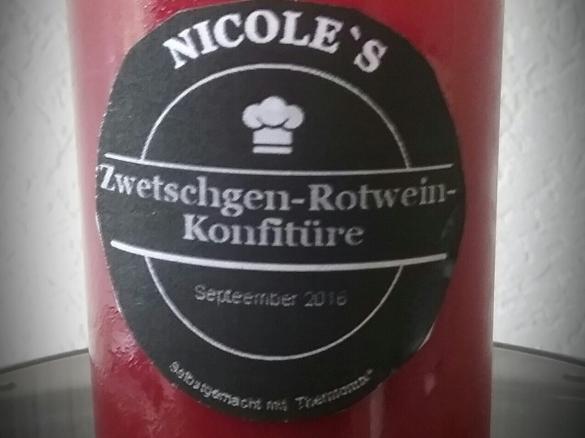 NICOLE`S
Zwetschgen-Rotwein-
Konfitüre
Septeember 2016
Selbstgemacht mit Thermomix®